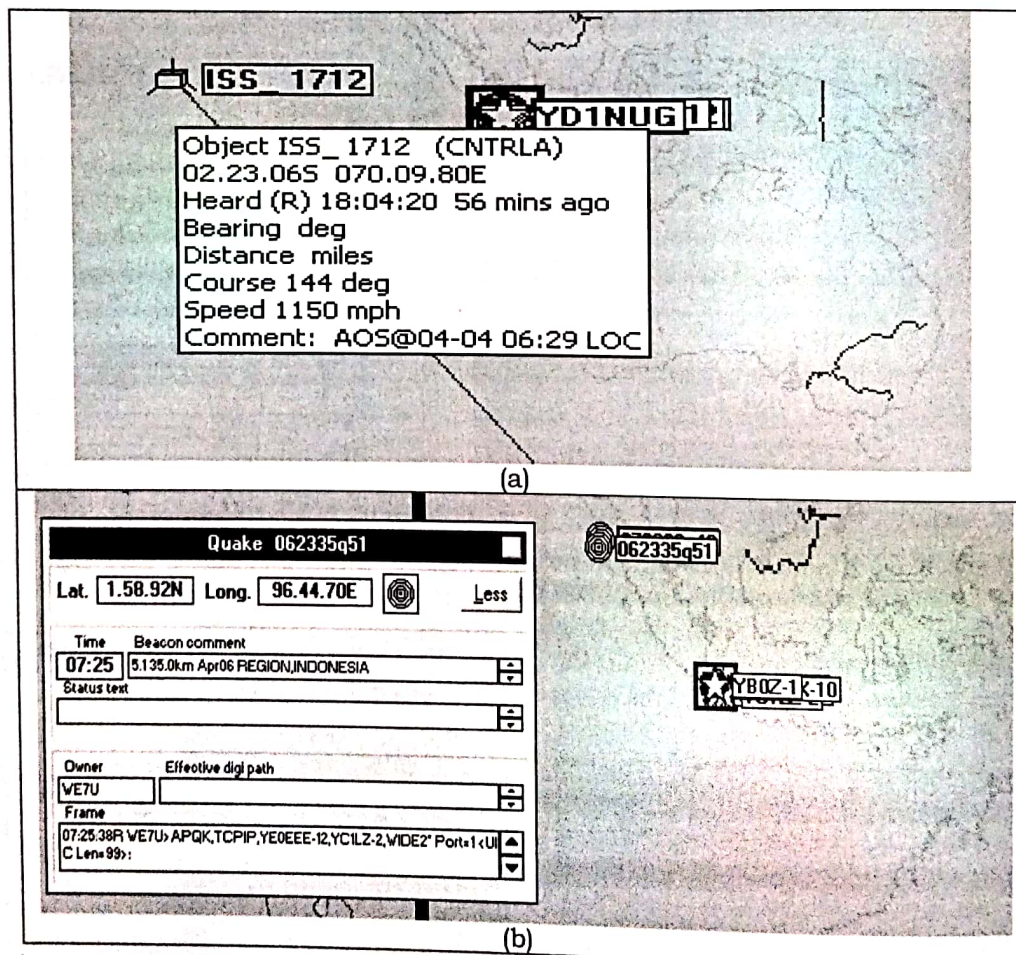 ISS_ 1712
YD1NUG
Object ISS_ 1712 (CNTRLA)
02.23.06S 070.09.80E
Heard (R) 18:04:20 56 mins ago
Bearing deg
Distance miles
Course 144 deg
Speed 1150 mph
Comment: AOS@04-04 06:29 LOC
(a)
Quake 062335q51
062335q51
Lat. 1.58.92N Long. 96.44.70E Less
Time Beacon comment
07:25 5.135.0km Apr06 REGION,INDONESIA
Status text
YB0Z-1 -10
Owner Effective digi path
WE7U
Frame
07:25.38R WE7U>APQK,TCPIP,YE0EEE-12,YC1LZ-2,WIDE2* Port=1<UI
C Len=99>:
(b)